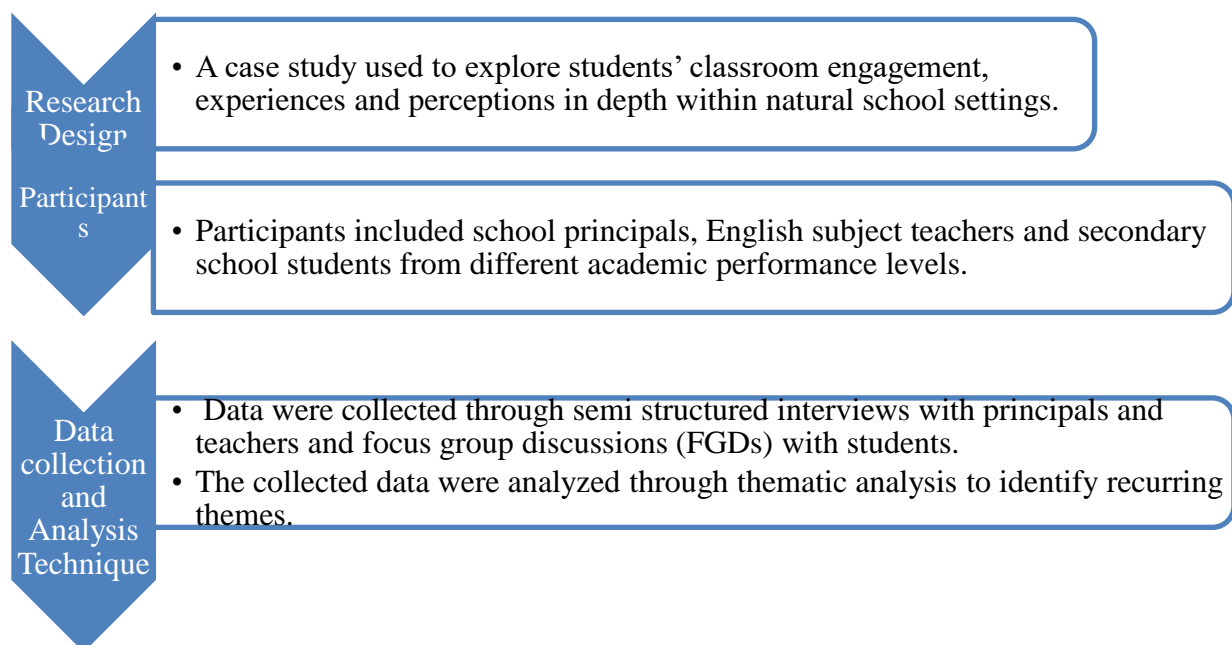 Research
Design
• A case study used to explore students’ classroom engagement,
experiences and perceptions in depth within natural school settings.
Participant
s
• Participants included school principals, English subject teachers and secondary
school students from different academic performance levels.
Data
collection
and
Analysis
Technique
• Data were collected through semi structured interviews with principals and
teachers and focus group discussions (FGDs) with students.
• The collected data were analyzed through thematic analysis to identify recurring
themes.